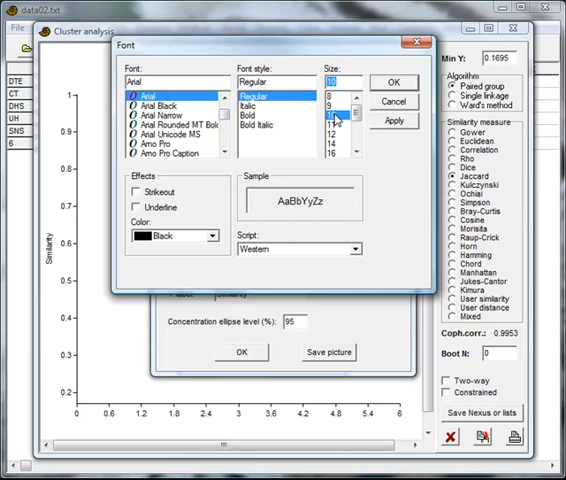 data02.txt
File
Cluster analysis
DTE
CT
DHS
UH
SNS
6
Font
Font:
Arial
Arial
Arial Black
Arial Narrow
Arial Rounded MT Bol
Arial Unicode MS
Arno Pro
Arno Pro Caption
Font style:
Regular
Regular
Italic
Bold
Bold Italic
Size:
10
8
9
10
11
12
14
16
OK
Cancel
Apply
Effects
Strikeout
Underline
Color:
Black
Sample
AaBbYyZz
Script:
Western
Similarity
Concentration ellipse level (%):
95
OK
Save picture
1
0.9
0.8
0.7
0.6
0.5
0.4
0.3
0.2
0
0.6
1.2
1.8
2.4
3
3.6
4.2
4.8
5.4
6
Similarity
Min Y:
0.1695
Algorithm
Paired group
Single linkage
Ward's method
Similarity measure
Gower
Euclidean
Correlation
Rho
Dice
Jaccard
Kulczynski
Ochiai
Simpson
Bray-Curtis
Cosine
Morisita
Raup-Crick
Horn
Hamming
Chord
Manhattan
Jukes-Cantor
Kimura
User similarity
User distance
Mixed
Coph.corr.: 0.9953
Boot N:
0
Two-way
Constrained
Save Nexus or lists